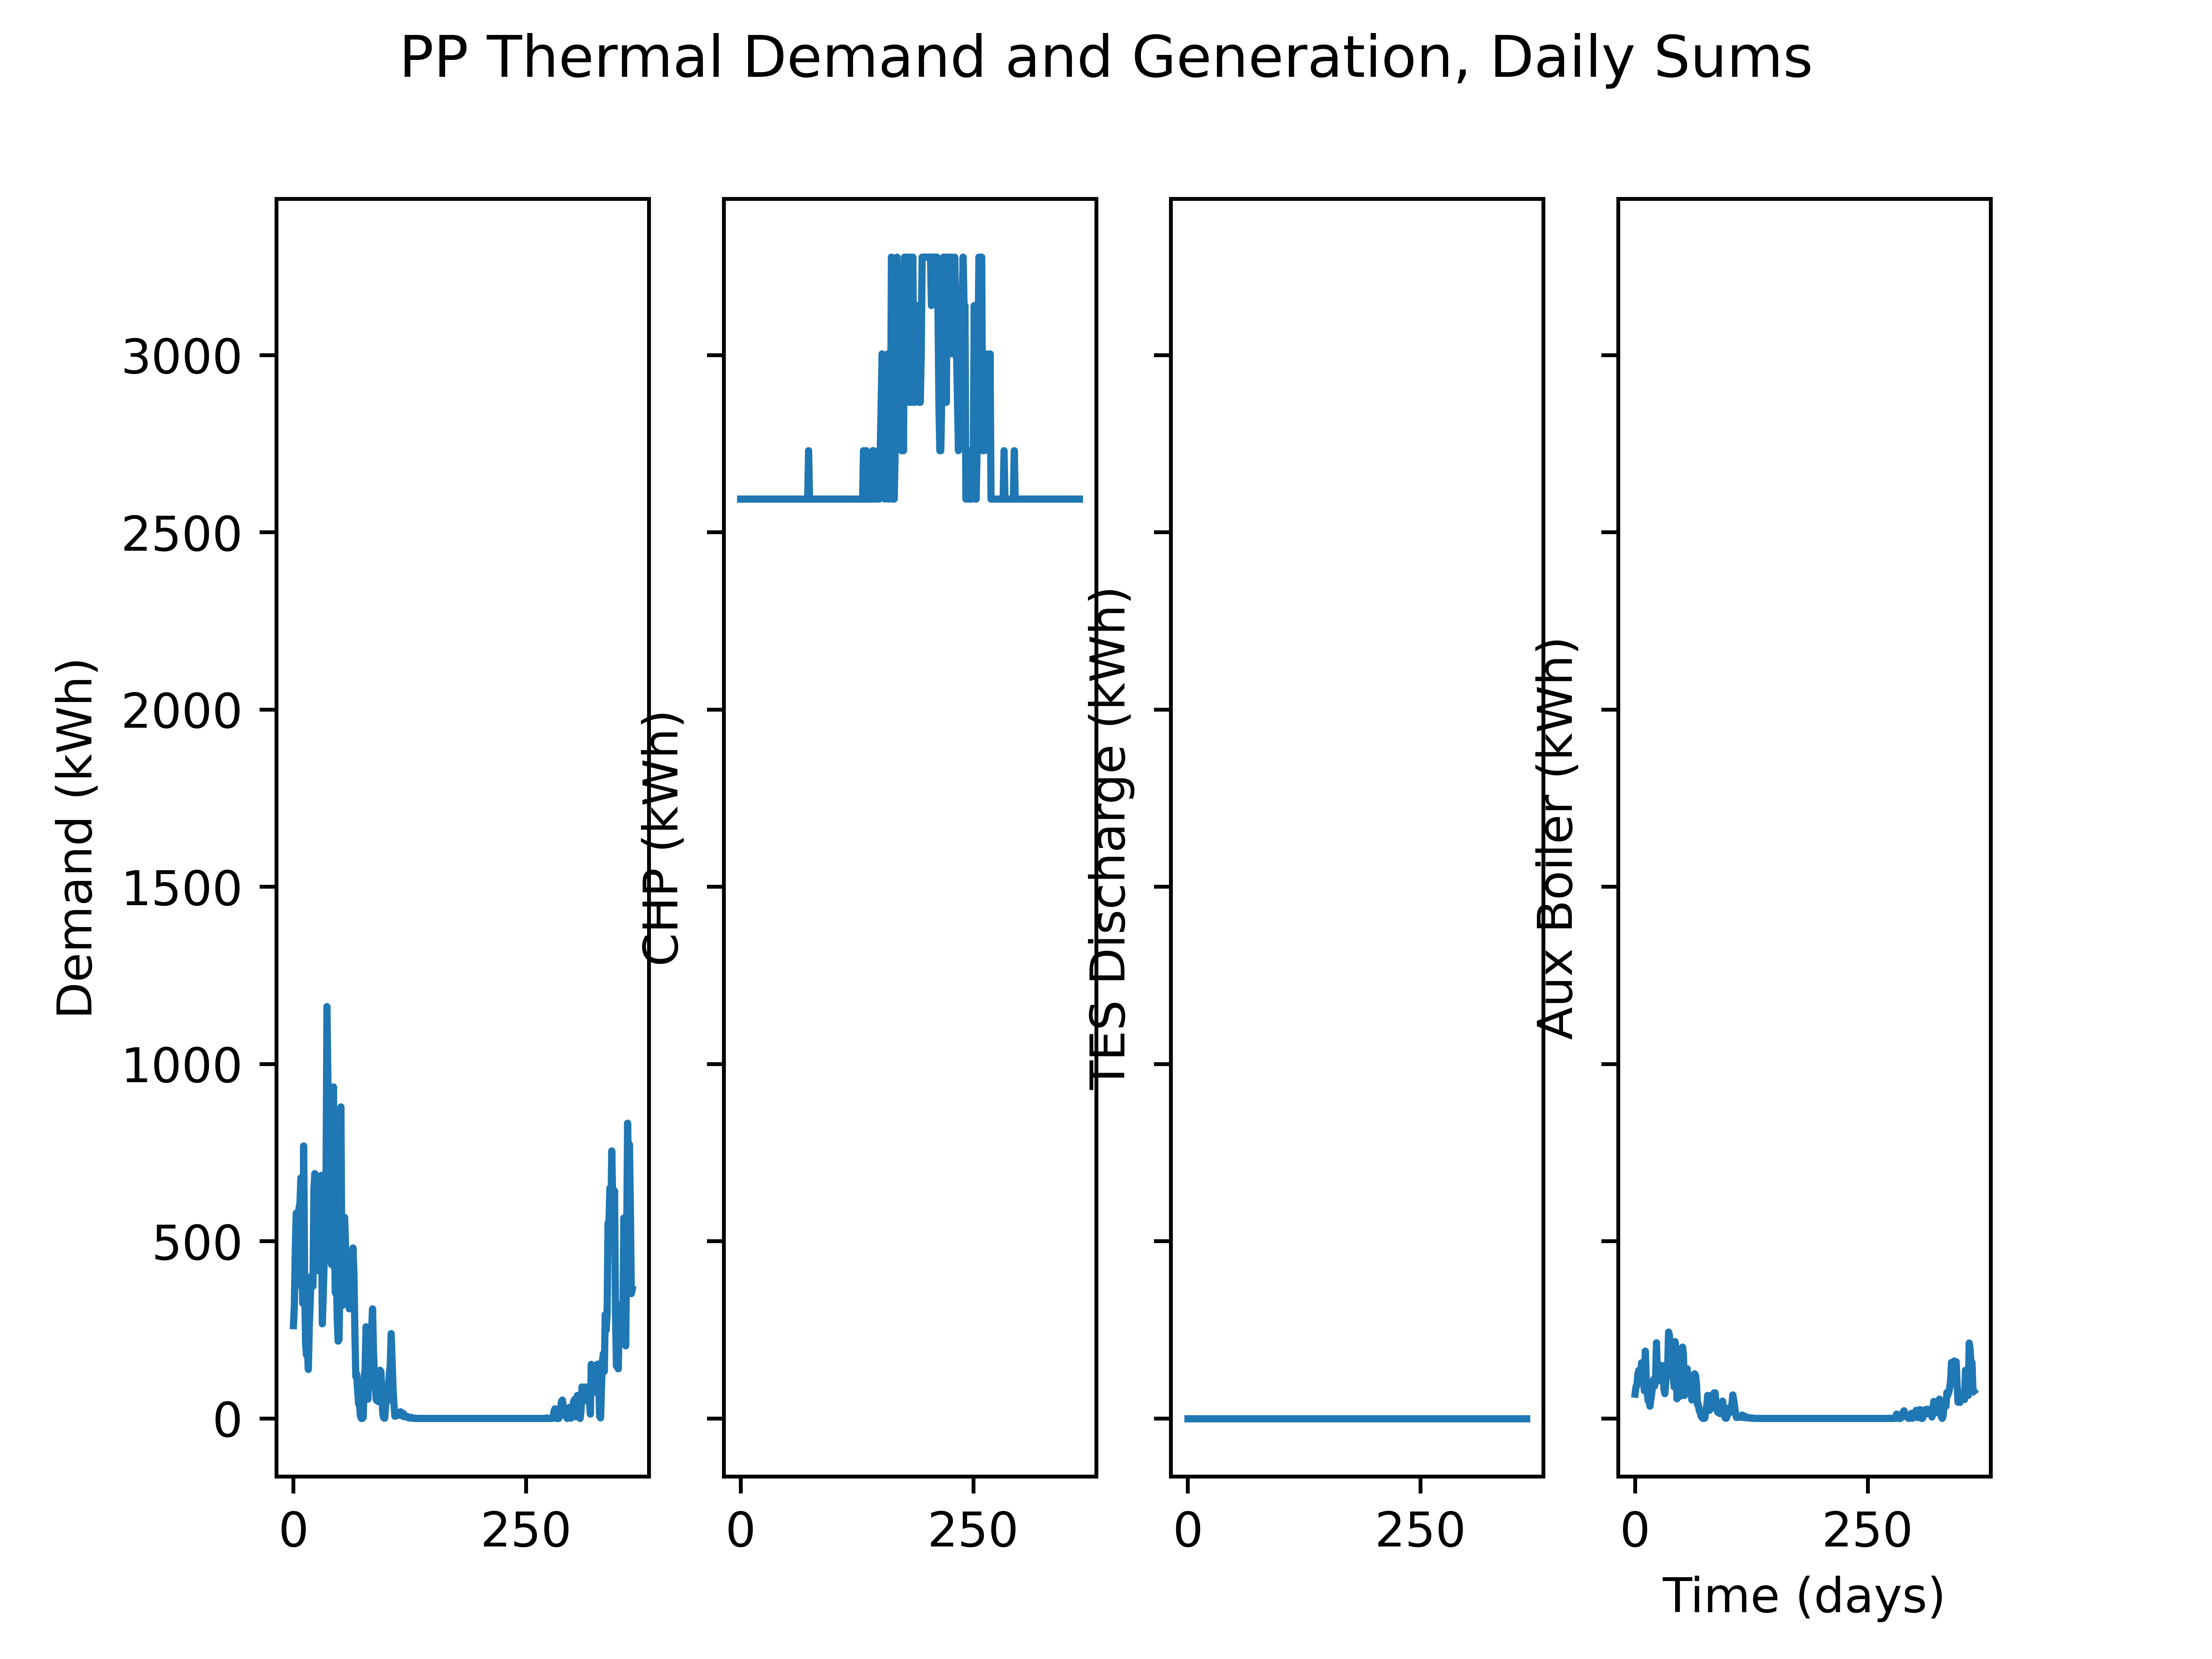 PP Thermal Demand and Generation, Daily Sums
Demand (kWh)
3000
2500
2000
1500
1000
500
0
0 250
CHP (kWh)
0 250
TES Discharge (kWh)
0 250
Aux Boiler (kWh)
0 250
Time (days)